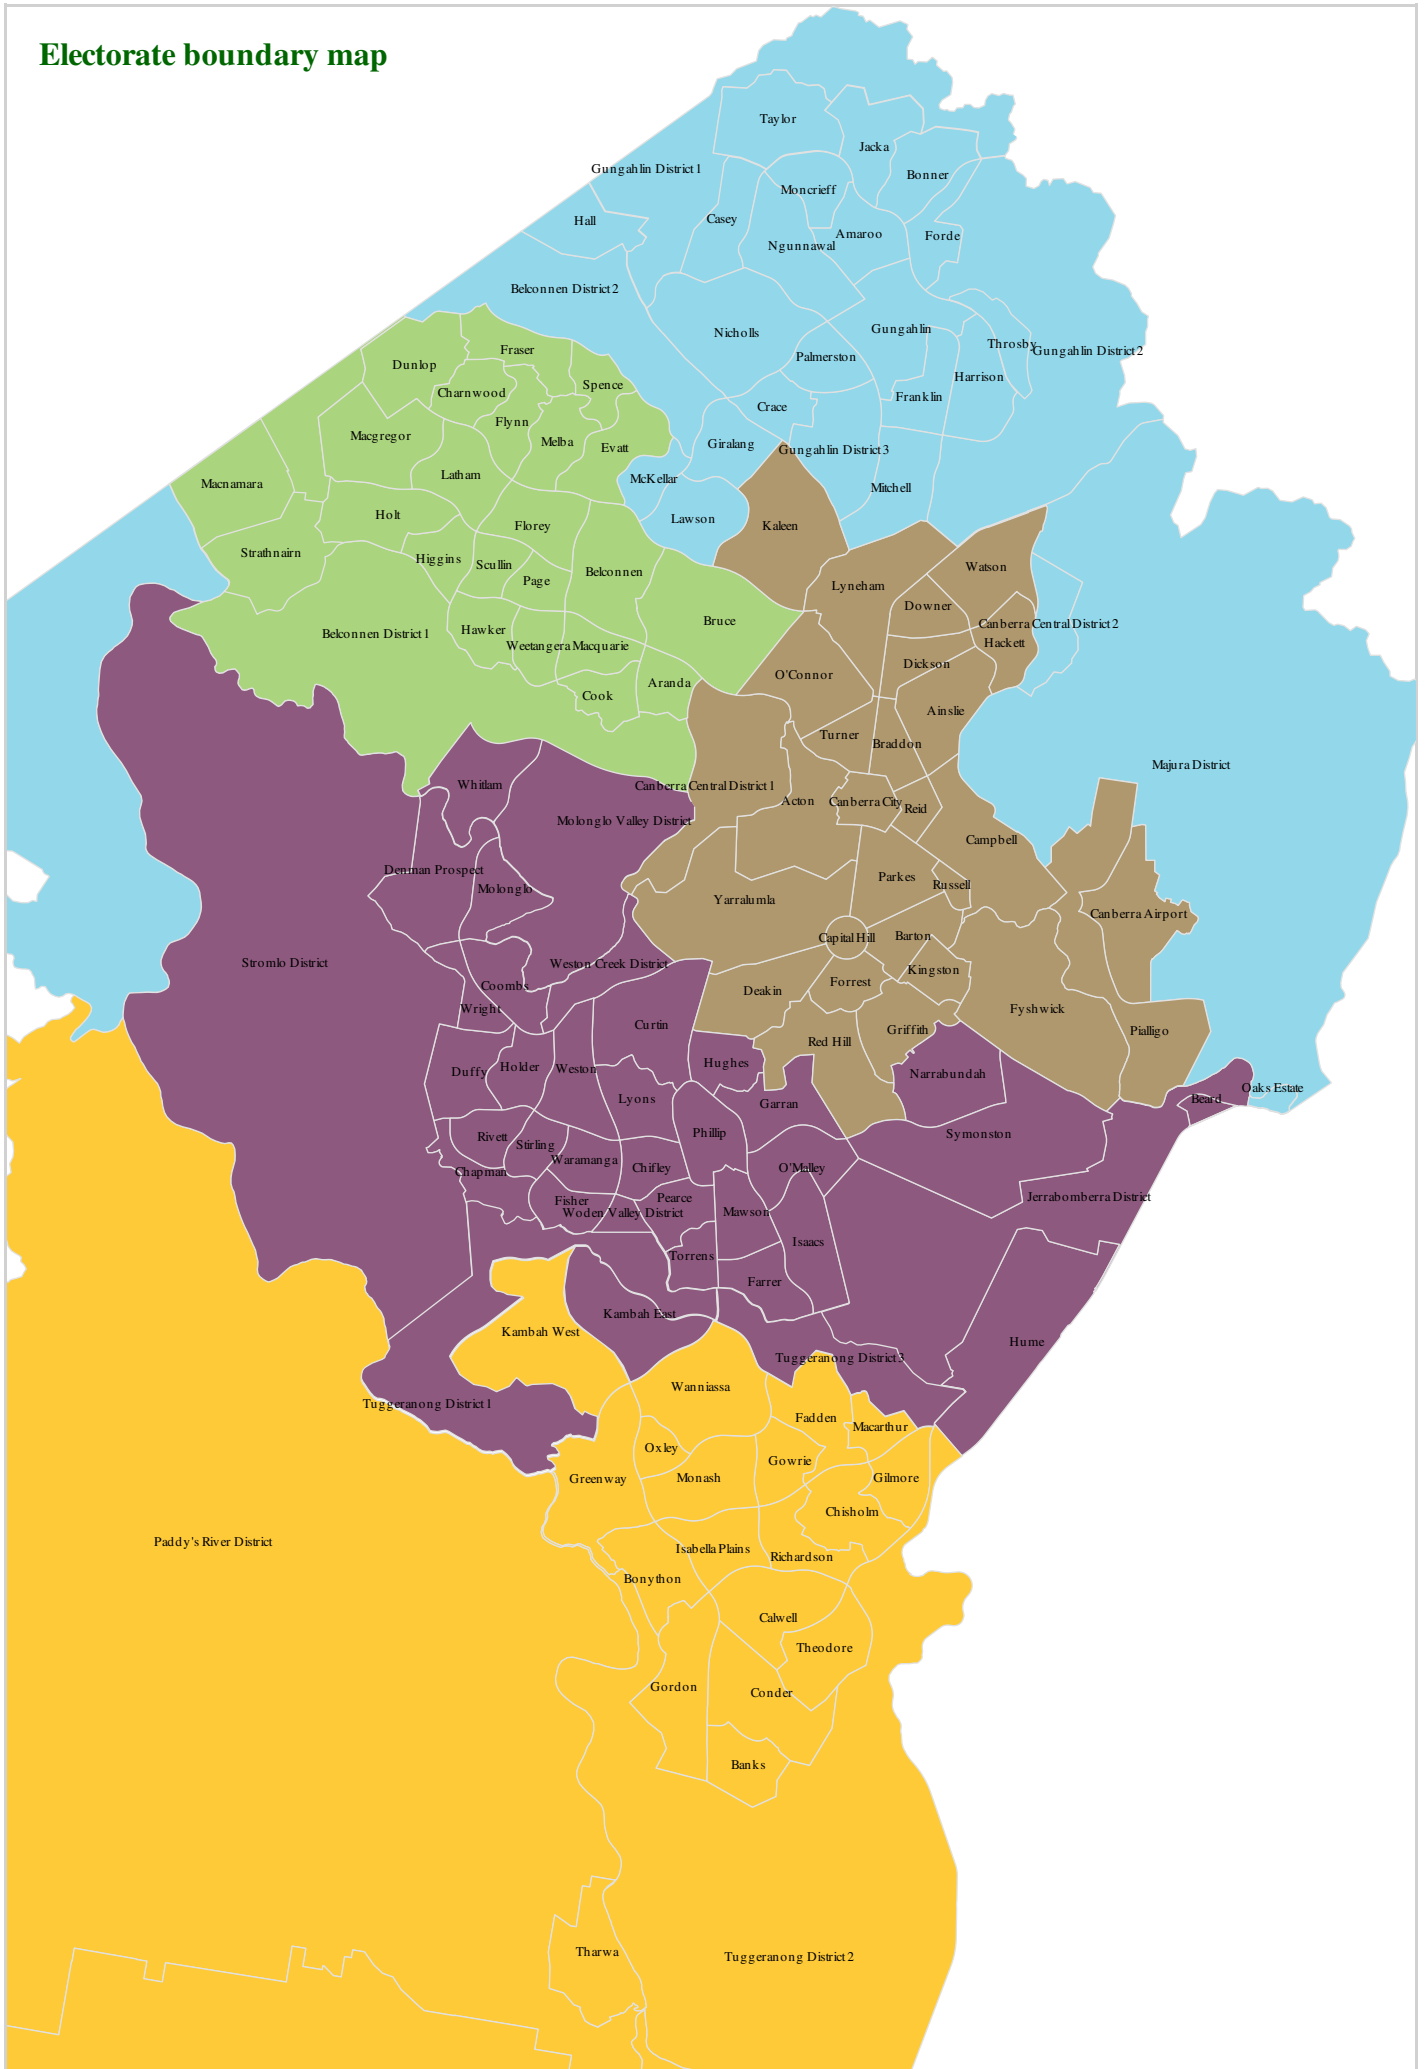 Electorate boundary map
Taylor
Jacka
Gungahlin District 1
Bonner
Moncrieff
Casey
Hall
Amaroo
Forde
Ngunnawal
Belconnen District 2
Nicholls
Gungahlin
Throsby
Gungahlin District 2
Fraser
Palmerston
Dunlop
Harrison
Spence
Charnwood
Franklin
Crace
Flynn
Macgregor
Melba
Giralang
Evatt
Gungahlin District 3
Latham
McKellar
Macnamara
Mitchell
Holt
Lawson
Florey
Kaleen
Strathnairn
Higgins
Scullin
Watson
Belconnen
Page
Lyneham
Downer
Bruce
Canberra Central District 2
Hawker
Belconnen District 1
Hackett
Weetangera
Macquarie
Dickson
O'Connor
Aranda
Cook
Ainslie
Turner
Braddon
Majura District
Whitlam
Canberra Central District 1
Acton
Canberra City
Reid
Molonglo Valley District
Campbell
Denman Prospect
Parkes
Russell
Molonglo
Yarralumla
Canberra Airport
Capital Hill
Barton
Stromlo District
Weston Creek District
Kingston
Forrest
Coombs
Deakin
Wright
Fyshwick
Curtin
Griffith
Pialligo
Red Hill
Hughes
Holder
Weston
Duffy
Narrabundah
Oaks Estate
Lyons
Beard
Garran
Phillip
Symonston
Rivett
Stirling
Waramanga
Chifley
O'Malley
Chapman
Pearce
Jerrabomberra District
Fisher
Woden Valley District
Mawson
Isaacs
Torrens
Farrer
Kambah East
Kambah West
Hume
Tuggeranong District 3
Wanniassa
Tuggeranong District 1
Fadden
Macarthur
Oxley
Gowrie
Greenway
Monash
Gilmore
Chisholm
Paddy's River District
Isabella Plains
Richardson
Bonython
Calwell
Theodore
Gordon
Conder
Banks
Tharwa
Tuggeranong District 2